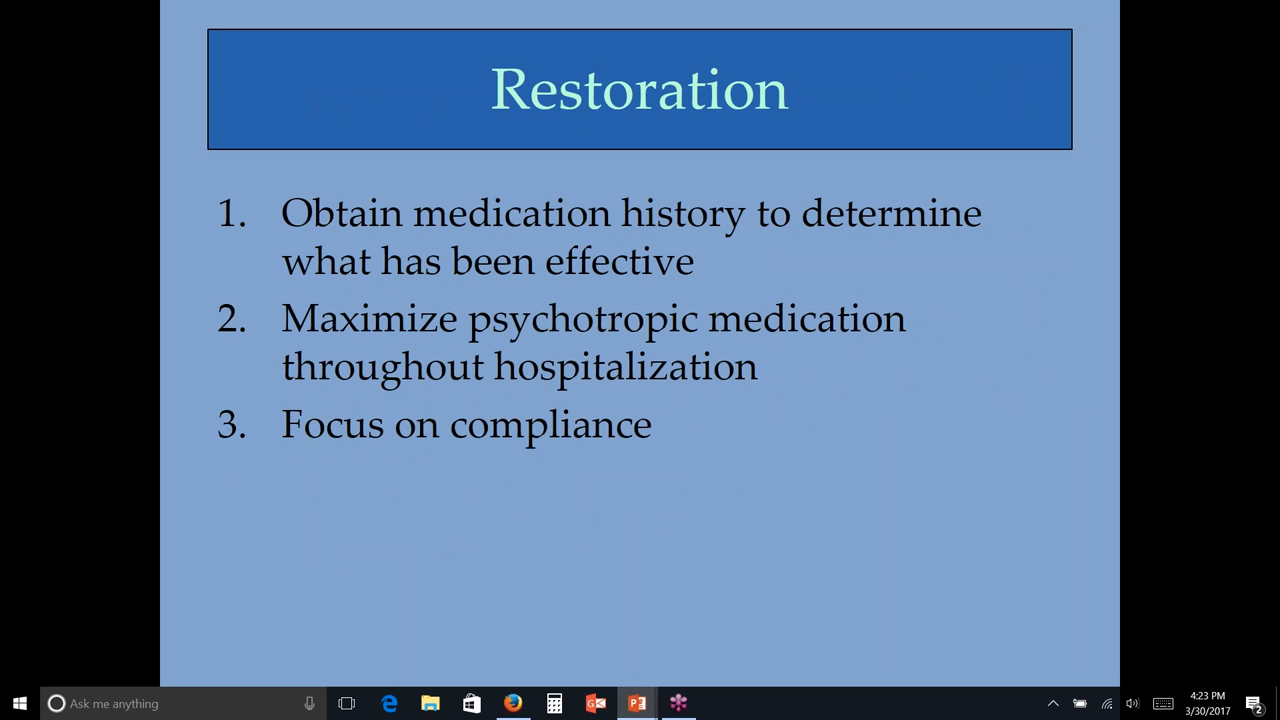 Restoration
1. Obtain medication history to determine
what has been effective
2. Maximize psychotropic medication
throughout hospitalization
3. Focus on compliance
Ask me anything
4:23 PM
3/30/2017
2